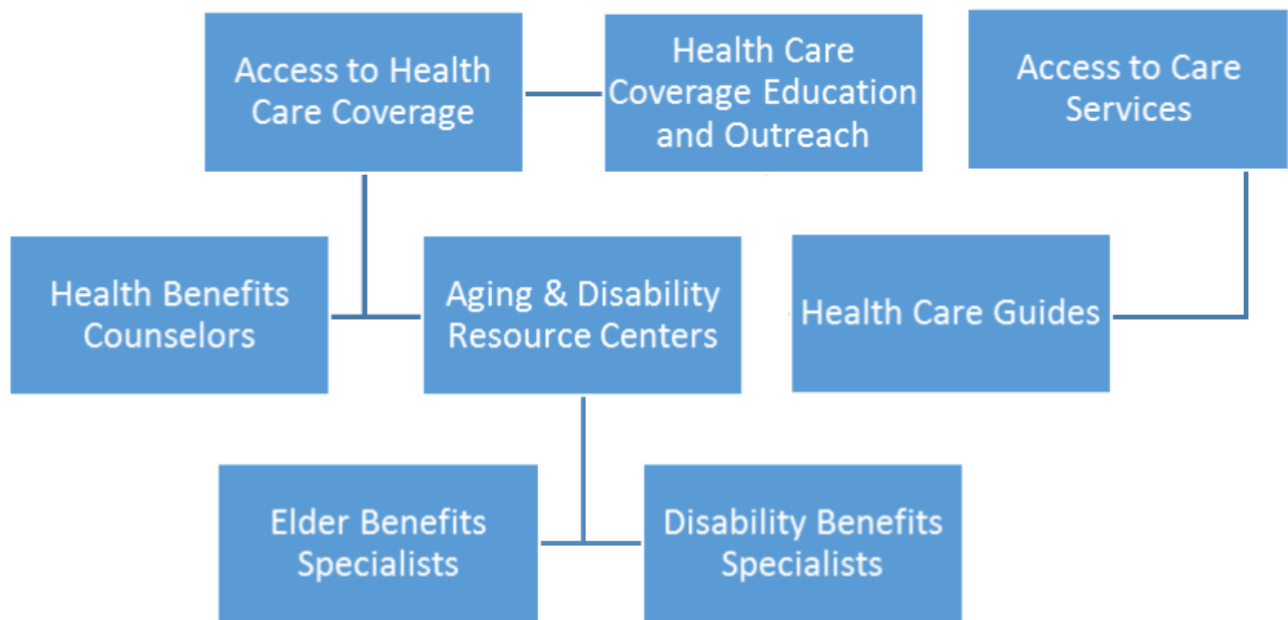 Access to Health
Care Coverage
Health Care
Coverage Education
and Outreach
Access to Care
Services
Health Benefits
Counselors
Aging & Disability
Resource Centers
Health Care Guides
Elder Benefits
Specialists
Disability Benefits
Specialists